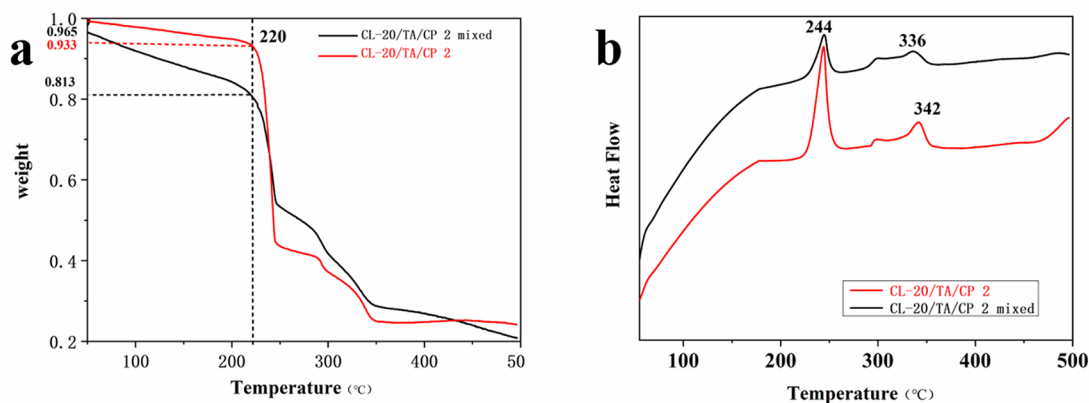 a
1.0
0.965
0.933
0.813
0.8
0.6
0.4
0.2
weight
220
CL-20/TA/CP 2 mixed
CL-20/TA/CP 2
100
200
300
400
50
Temperature (℃)
b
Heat Flow
244
336
342
CL-20/TA/CP 2
CL-20/TA/CP 2 mixed
100
200
300
400
500
Temperature (℃)